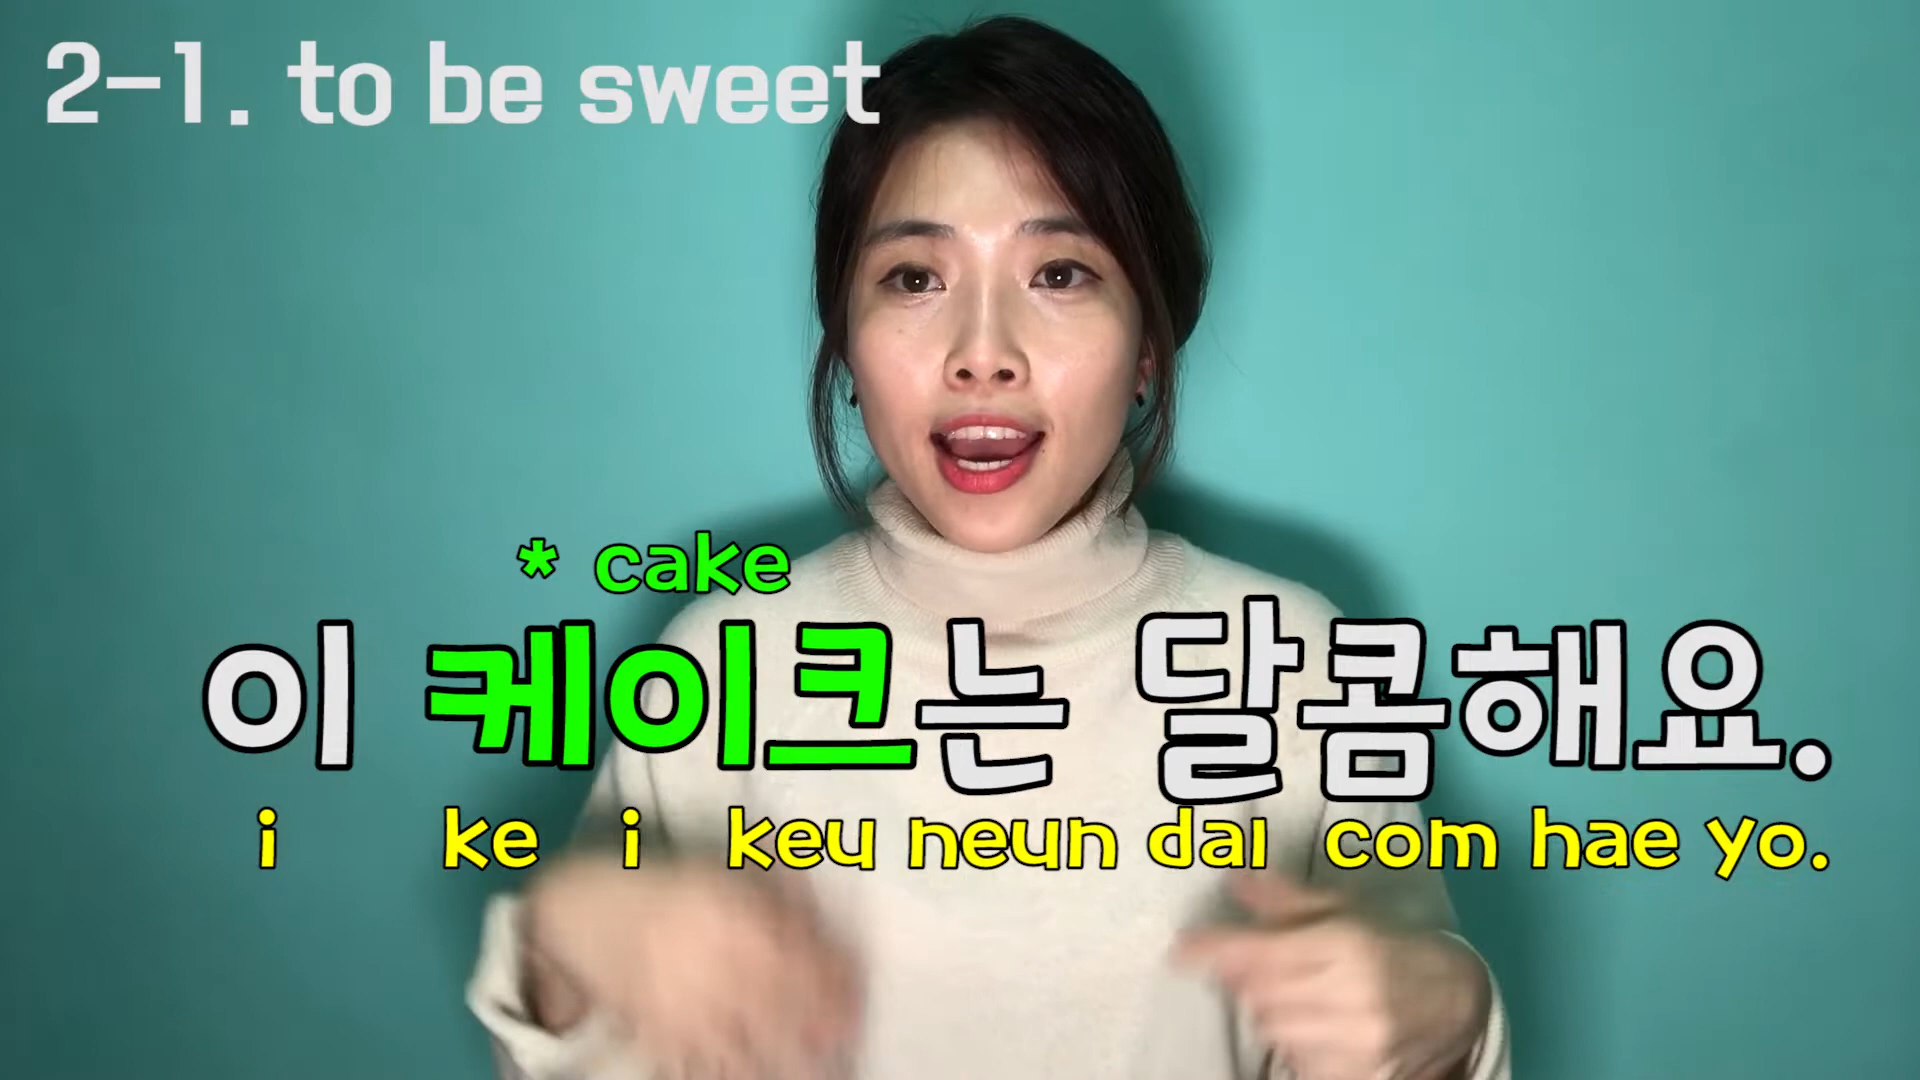 2-1. to be sweet
* cake
이 케이크는 달콤해요.
i ke i keu neun dal com hae yo.